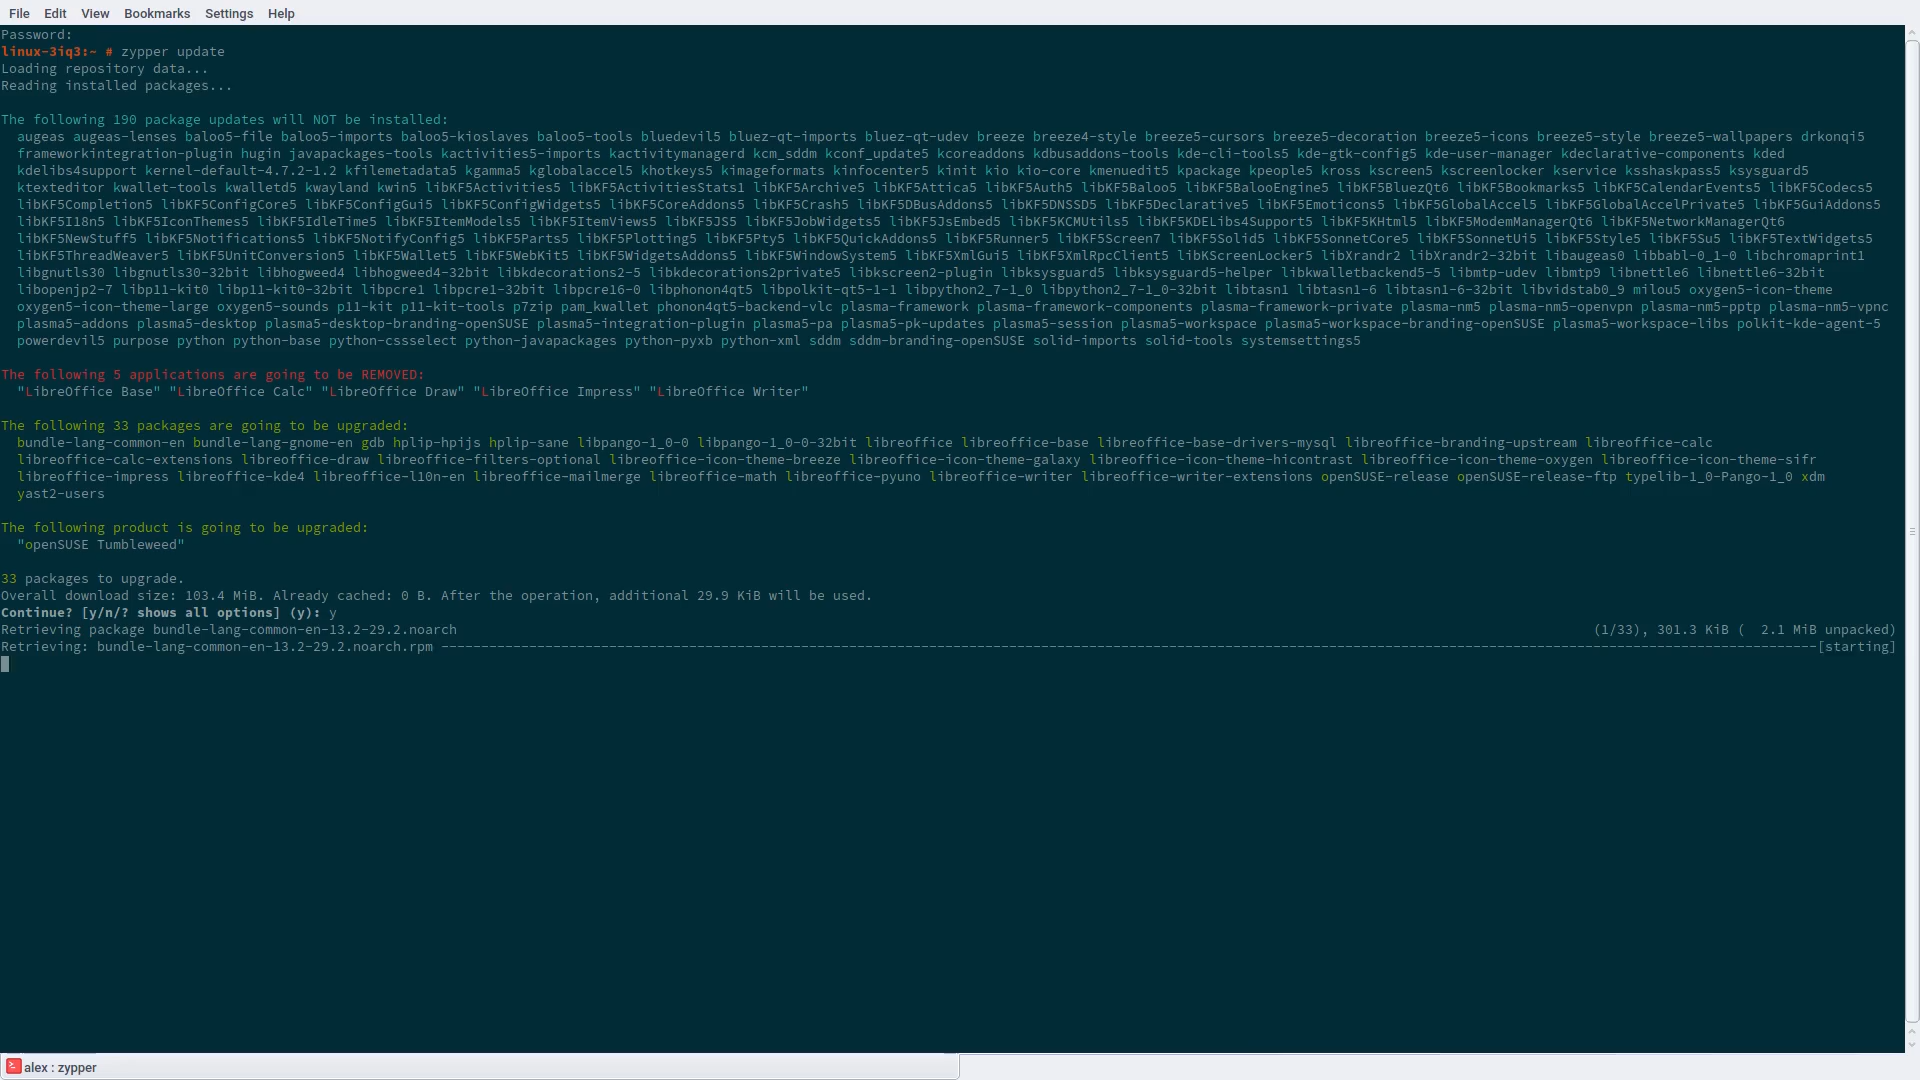 File Edit View Bookmarks Settings Help
Password:
linux-3iq3:~ # zypper update
Loading repository data...
Reading installed packages...
The following 190 package updates will NOT be installed:
augeas augeas-lenses baloo5-file baloo5-imports baloo5-kioslaves baloo5-tools bluedevil5 bluez-qt-imports bluez-qt-udev breeze breeze4-style breeze5-cursors breeze5-decoration breeze5-icons breeze5-style breeze5-wallpapers drkonqi5
frameworkintegration-plugin hugin javapackages-tools kactivities5-imports kactivitymanagerd kcm_sddm kconf_update5 kcoreaddons kdbusaddons-tools kde-cli-tools5 kde-gtk-config5 kde-user-manager kdeclarative-components kded
kdelibs4support kernel-default-4.7.2-1.2 kfilemetadata5 kgamma5 kglobalaccel5 khotkeys5 kimageformats kinfocenter5 kinit kio kio-core kmenuedit5 kpackage kpeople5 kross kscreen5 kscreenlocker kservice ksshaskpass5 ksysguard5
ktexteditor kwallet-tools kwalletd5 kwayland kwin5 libKF5Activities5 libKF5ActivitiesStats1 libKF5Archive5 libKF5Attica5 libKF5Auth5 libKF5Baloo5 libKF5BalooEngine5 libKF5BluezQt6 libKF5Bookmarks5 libKF5CalendarEvents5 libKF5Codecs5
libKF5Completion5 libKF5ConfigCore5 libKF5ConfigGui5 libKF5ConfigWidgets5 libKF5CoreAddons5 libKF5Crash5 libKF5DBusAddons5 libKF5DNSSD5 libKF5Declarative5 libKF5Emoticons5 libKF5GlobalAccel5 libKF5GlobalAccelPrivate5 libKF5GuiAddons5
libKF5I18n5 libKF5IconThemes5 libKF5IdleTime5 libKF5ItemModels5 libKF5ItemViews5 libKF5JS5 libKF5JobWidgets5 libKF5JsEmbed5 libKF5KCMUtils5 libKF5KDELibs4Support5 libKF5KHtml5 libKF5ModemManagerQt6 libKF5NetworkManagerQt6
libKF5NewStuff5 libKF5Notifications5 libKF5NotifyConfig5 libKF5Parts5 libKF5Plotting5 libKF5Pty5 libKF5QuickAddons5 libKF5Runner5 libKF5Screen7 libKF5Solid5 libKF5SonnetCore5 libKF5SonnetUi5 libKF5Style5 libKF5Su5 libKF5TextWidgets5
libKF5ThreadWeaver5 libKF5UnitConversion5 libKF5Wallet5 libKF5WebKit5 libKF5WidgetsAddons5 libKF5WindowSystem5 libKF5XmlGui5 libKF5XmlRpcClient5 libKScreenLocker5 libXrandr2 libXrandr2-32bit libaugeas0 libbabl-0_1-0 libchromaprint1
libgnutls30 libgnutls30-32bit libhogweed4 libhogweed4-32bit libkdecorations2-5 libkdecorations2private5 libkscreen2-plugin libksysguard5 libksysguard5-helper libkwalletbackend5-5 libmtp-udev libmtp9 libnettle6 libnettle6-32bit
libopenjp2-7 libp11-kit0 libp11-kit0-32bit libpcre1 libpcre1-32bit libpcre16-0 libphonon4qt5 libpolkit-qt5-1-1 libpython2_7-1_0 libpython2_7-1_0-32bit libtasn1 libtasn1-6 libtasn1-6-32bit libvidstab0_9 milou5 oxygen5-icon-theme
oxygen5-icon-theme-large oxygen5-sounds p11-kit p11-kit-tools p7zip pam_kwallet phonon4qt5-backend-vlc plasma-framework plasma-framework-components plasma-framework-private plasma-nm5 plasma-nm5-openvpn plasma-nm5-pptp plasma-nm5-vpnc
plasma5-addons plasma5-desktop plasma5-desktop-branding-openSUSE plasma5-integration-plugin plasma5-pa plasma5-pk-updates plasma5-session plasma5-workspace plasma5-workspace-branding-openSUSE plasma5-workspace-libs polkit-kde-agent-5
powerdevil5 purpose python python-base python-cssselect python-javapackages python-pyxb python-xml sddm sddm-branding-openSUSE solid-imports solid-tools systemsettings5
The following 5 applications are going to be REMOVED:
"LibreOffice Base" "LibreOffice Calc" "LibreOffice Draw" "LibreOffice Impress" "LibreOffice Writer"
The following 33 packages are going to be upgraded:
bundle-lang-common-en bundle-lang-gnome-en gdb hplip-hpijs hplip-sane libpango-1_0-0 libpango-1_0-0-32bit libreoffice libreoffice-base libreoffice-base-drivers-mysql libreoffice-branding-upstream libreoffice-calc
libreoffice-calc-extensions libreoffice-draw libreoffice-filters-optional libreoffice-icon-theme-breeze libreoffice-icon-theme-galaxy libreoffice-icon-theme-hicontrast libreoffice-icon-theme-oxygen libreoffice-icon-theme-sifr
libreoffice-impress libreoffice-kde4 libreoffice-l10n-en libreoffice-mailmerge libreoffice-math libreoffice-pyuno libreoffice-writer libreoffice-writer-extensions openSUSE-release openSUSE-release-ftp typelib-1_0-Pango-1_0 xdm
yast2-users
The following product is going to be upgraded:
"openSUSE Tumbleweed"
33 packages to upgrade.
Overall download size: 103.4 MiB. Already cached: 0 B. After the operation, additional 29.9 KiB will be used.
Continue? [y/n/? shows all options] (y): y
Retrieving package bundle-lang-common-en-13.2-29.2.noarch (1/33), 301.3 KiB (  2.1 MiB unpacked)
Retrieving: bundle-lang-common-en-13.2-29.2.noarch.rpm ----------------------------------------------------------------[starting]
alex : zypper